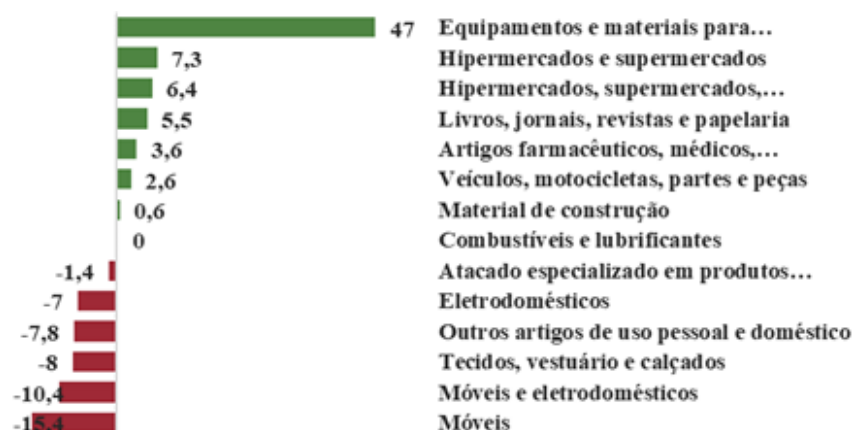 47 Equipamentos e materiais para…
7,3 Hipermercados e supermercados
6,4 Hipermercados, supermercados,…
5,5 Livros, jornais, revistas e papelaria
3,6 Artigos farmacêuticos, médicos,…
2,6 Veículos, motocicletas, partes e peças
0,6 Material de construção
0 Combustíveis e lubrificantes
-1,4 Atacado especializado em produtos…
-7 Eletrodomésticos
-7,8 Outros artigos de uso pessoal e doméstico
-8 Tecidos, vestuário e calçados
-10,4 Móveis e eletrodomésticos
-15,4 Móveis